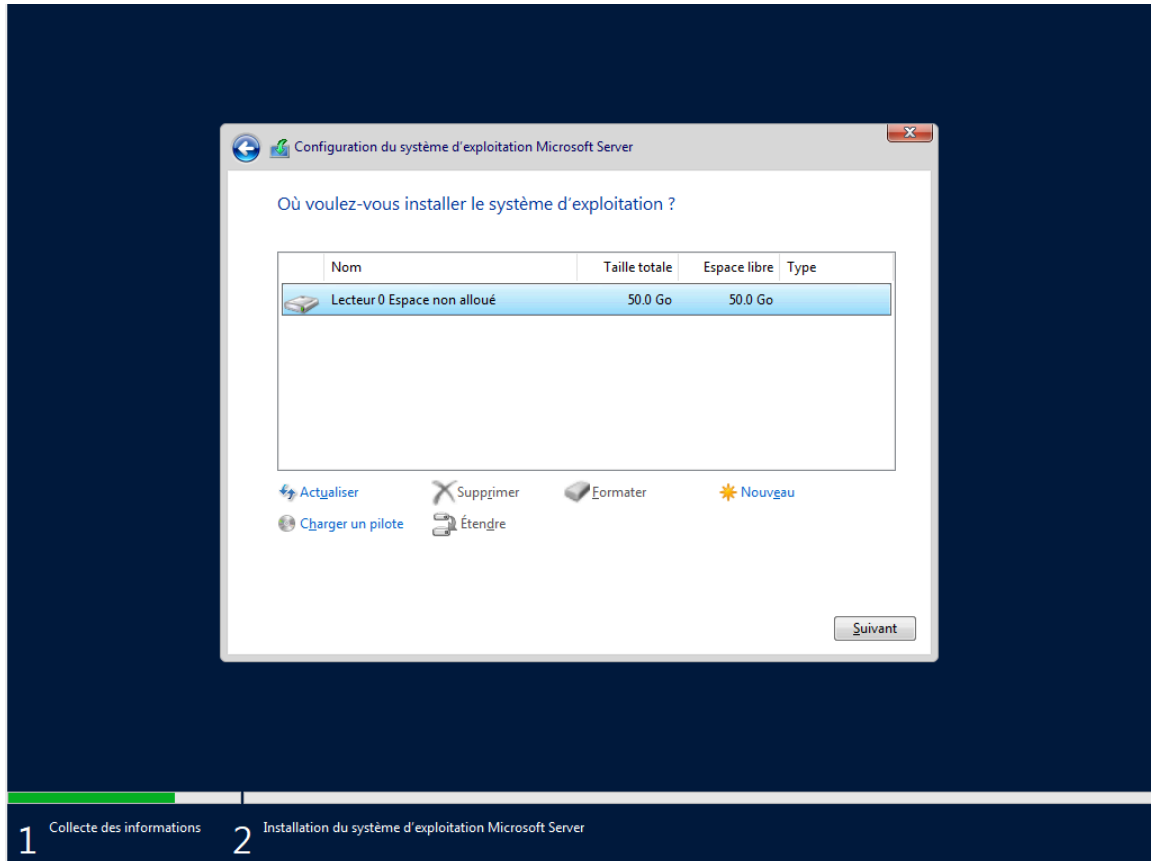 Configuration du système d'exploitation Microsoft Server
Où voulez-vous installer le système d'exploitation ?
Nom Taille totale Espace libre Type
Lecteur 0 Espace non alloué 50.0 Go 50.0 Go
Actualiser Supprimer Formater Nouveau
Charger un pilote Étendre
Suivant
1 Collecte des informations 2 Installation du système d'exploitation Microsoft Server